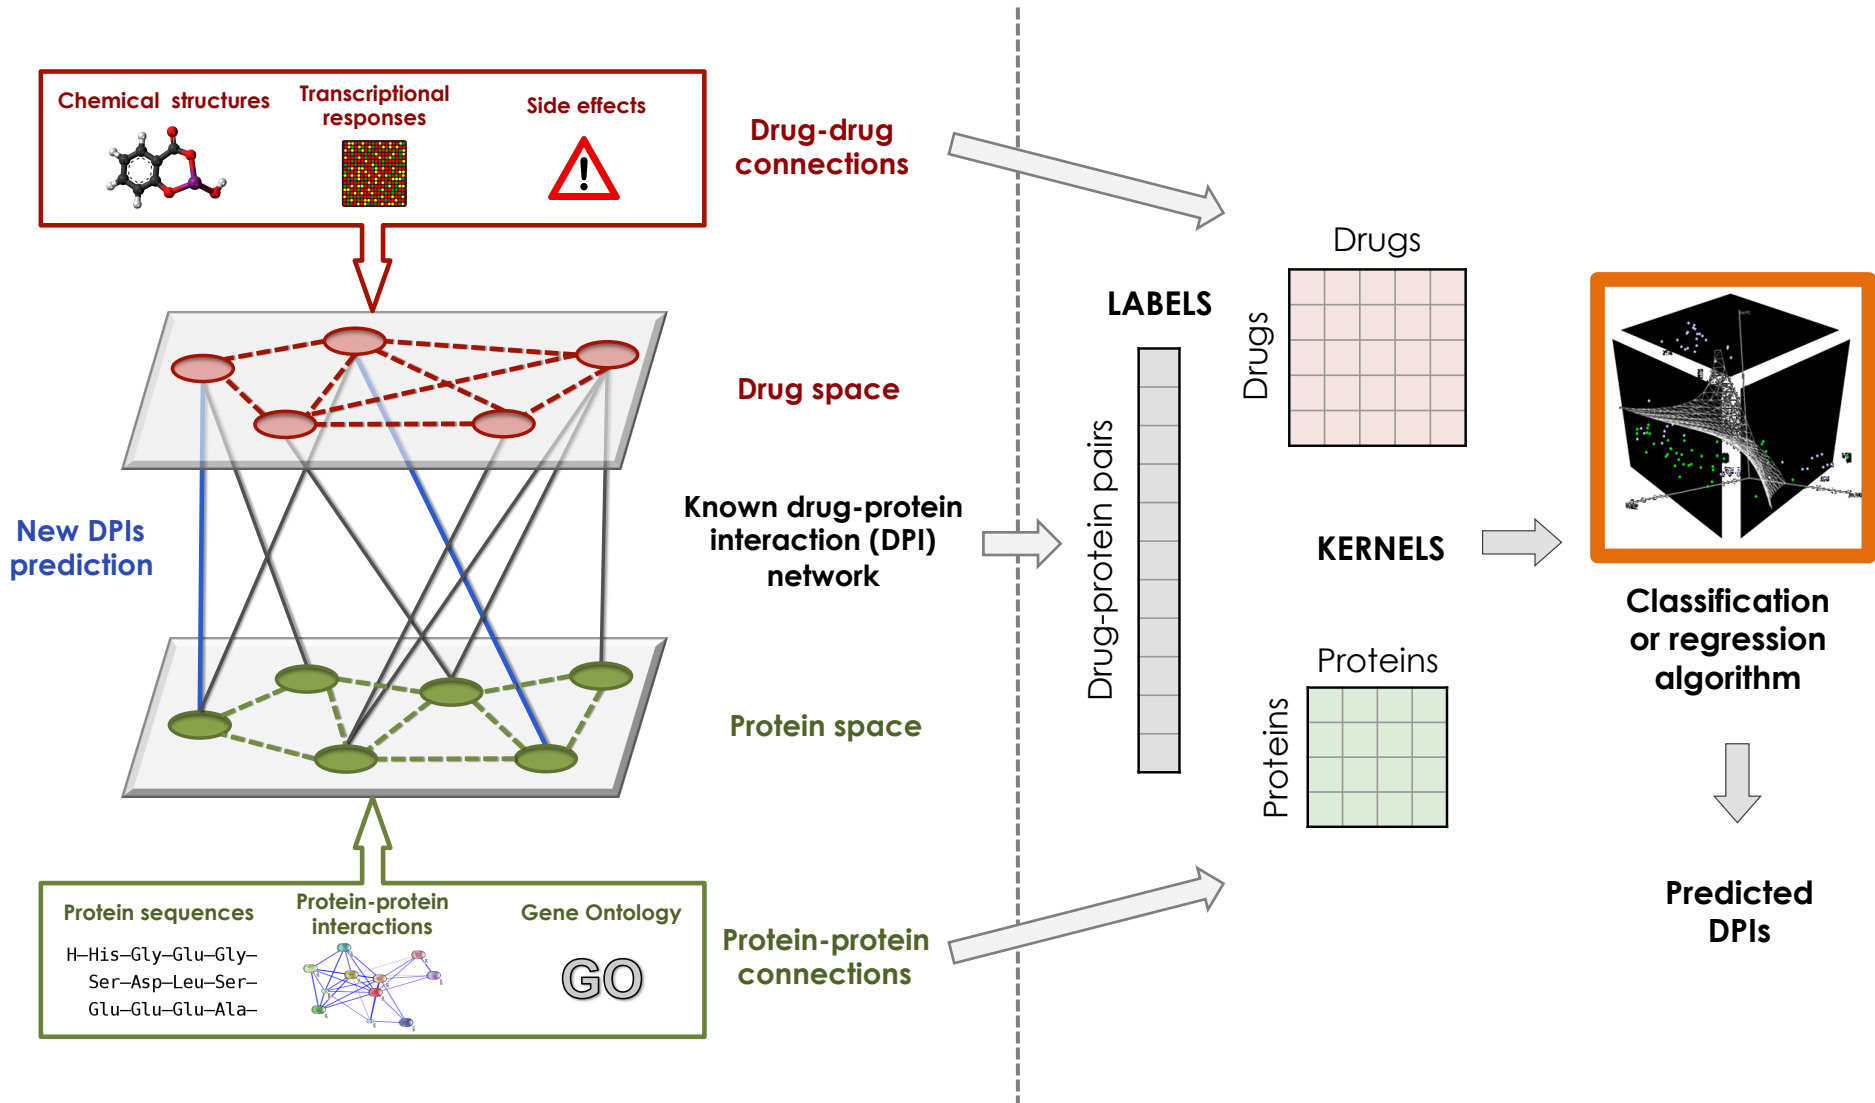 Chemical structures
Transcriptional
responses
Side effects
Drug-drug
connections
Drug space
New DPIs
prediction
Known drug-protein
interaction (DPI)
network
Protein space
Protein sequences
H–His–Gly–Glu–Gly–
Ser–Asp–Leu–Ser–
Glu–Glu–Glu–Ala–
Protein-protein
interactions
Gene Ontology
GO
Protein-protein
connections
LABELS
Drug-protein pairs
Drugs
Drugs
KERNELS
Proteins
Proteins
Classification
or regression
algorithm
Predicted
DPIs